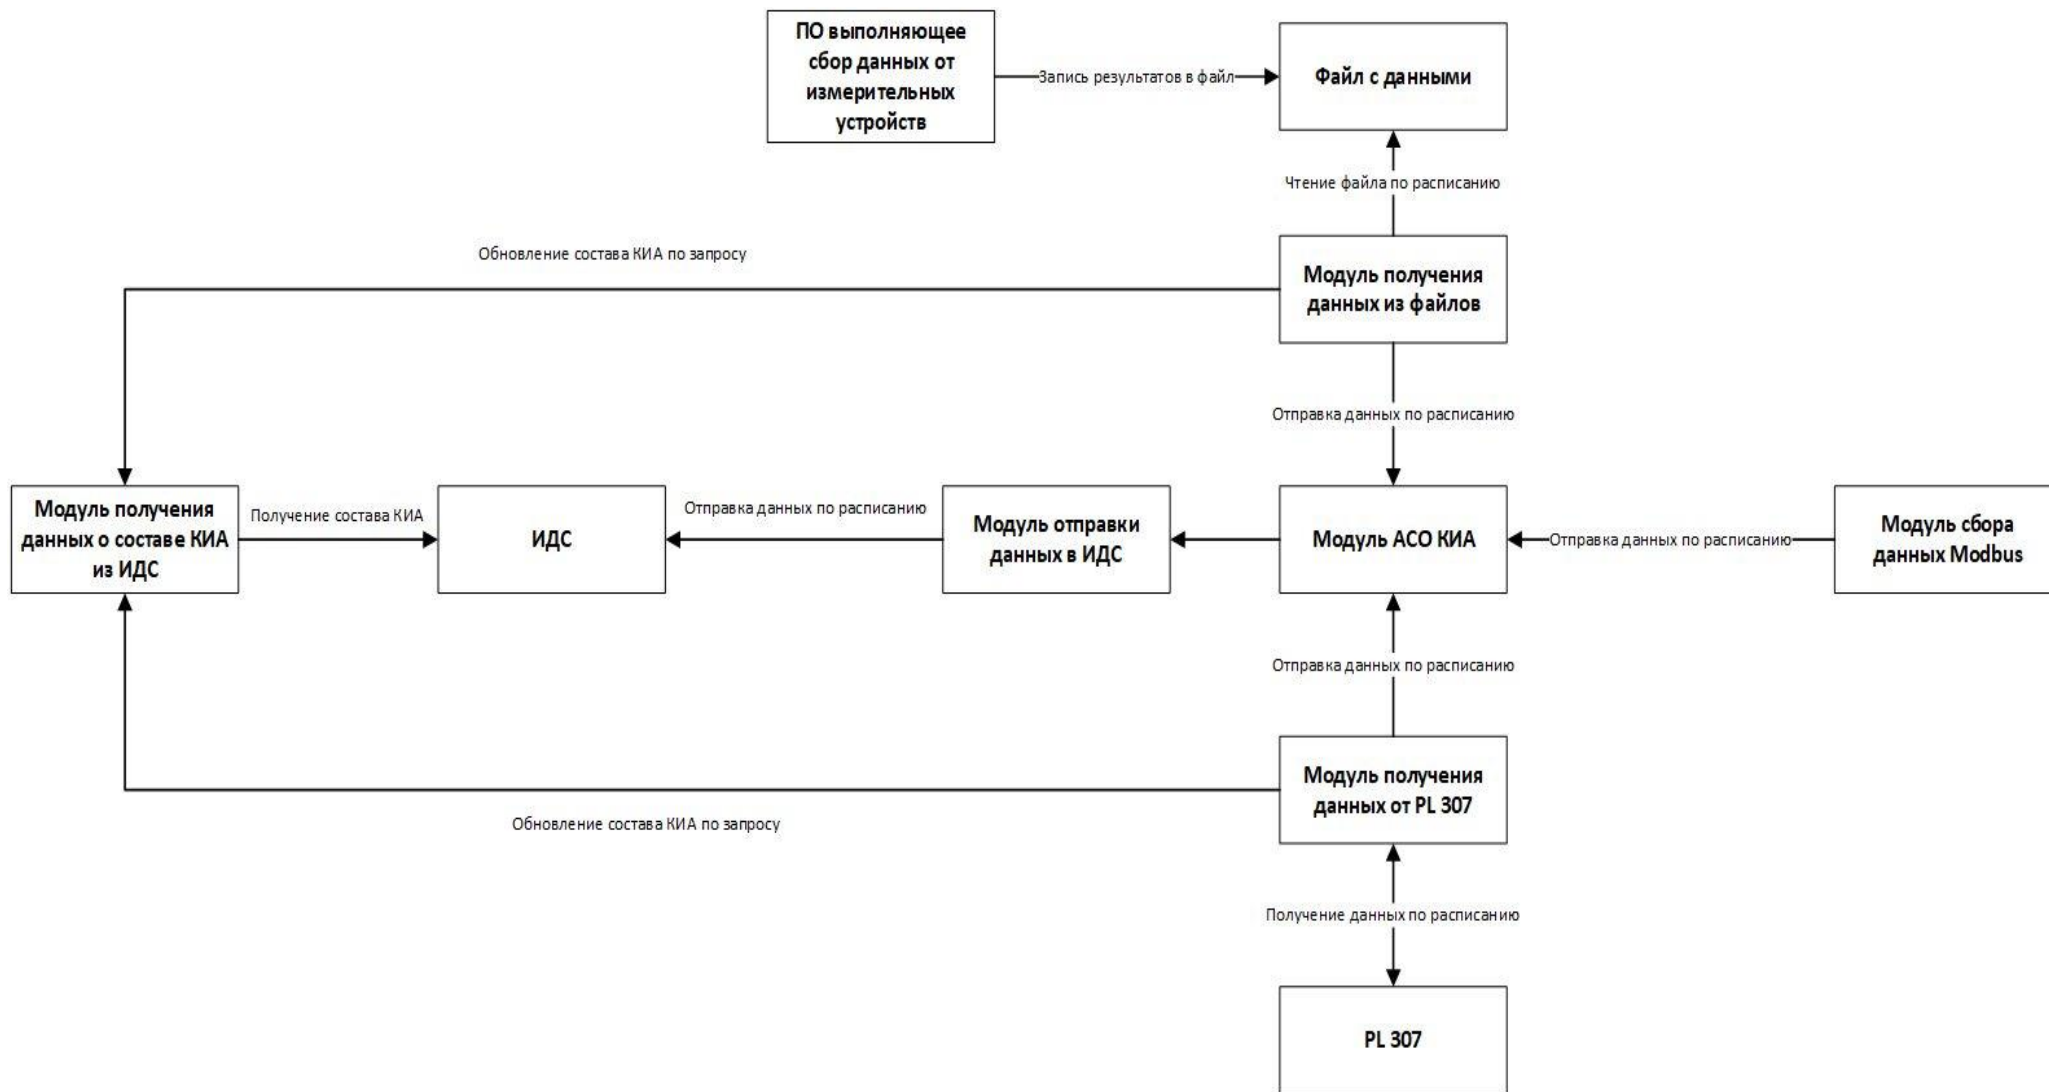 ПО выполняющее
сбор данных от
измерительных
устройств
Запись результатов в файл
Файл с данными
Чтение файла по расписанию
Обновление состава КИА по запросу
Модуль получения
данных из файлов
Отправка данных по расписанию
Модуль получения
данных о составе КИА
из ИДС
Получение состава КИА
ИДС
Отправка данных по расписанию
Модуль отправки
данных в ИДС
Модуль АСО КИА
Отправка данных по расписанию
Модуль сбора
данных Modbus
Отправка данных по расписанию
Модуль получения
данных от PL 307
Обновление состава КИА по запросу
Получение данных по расписанию
PL 307